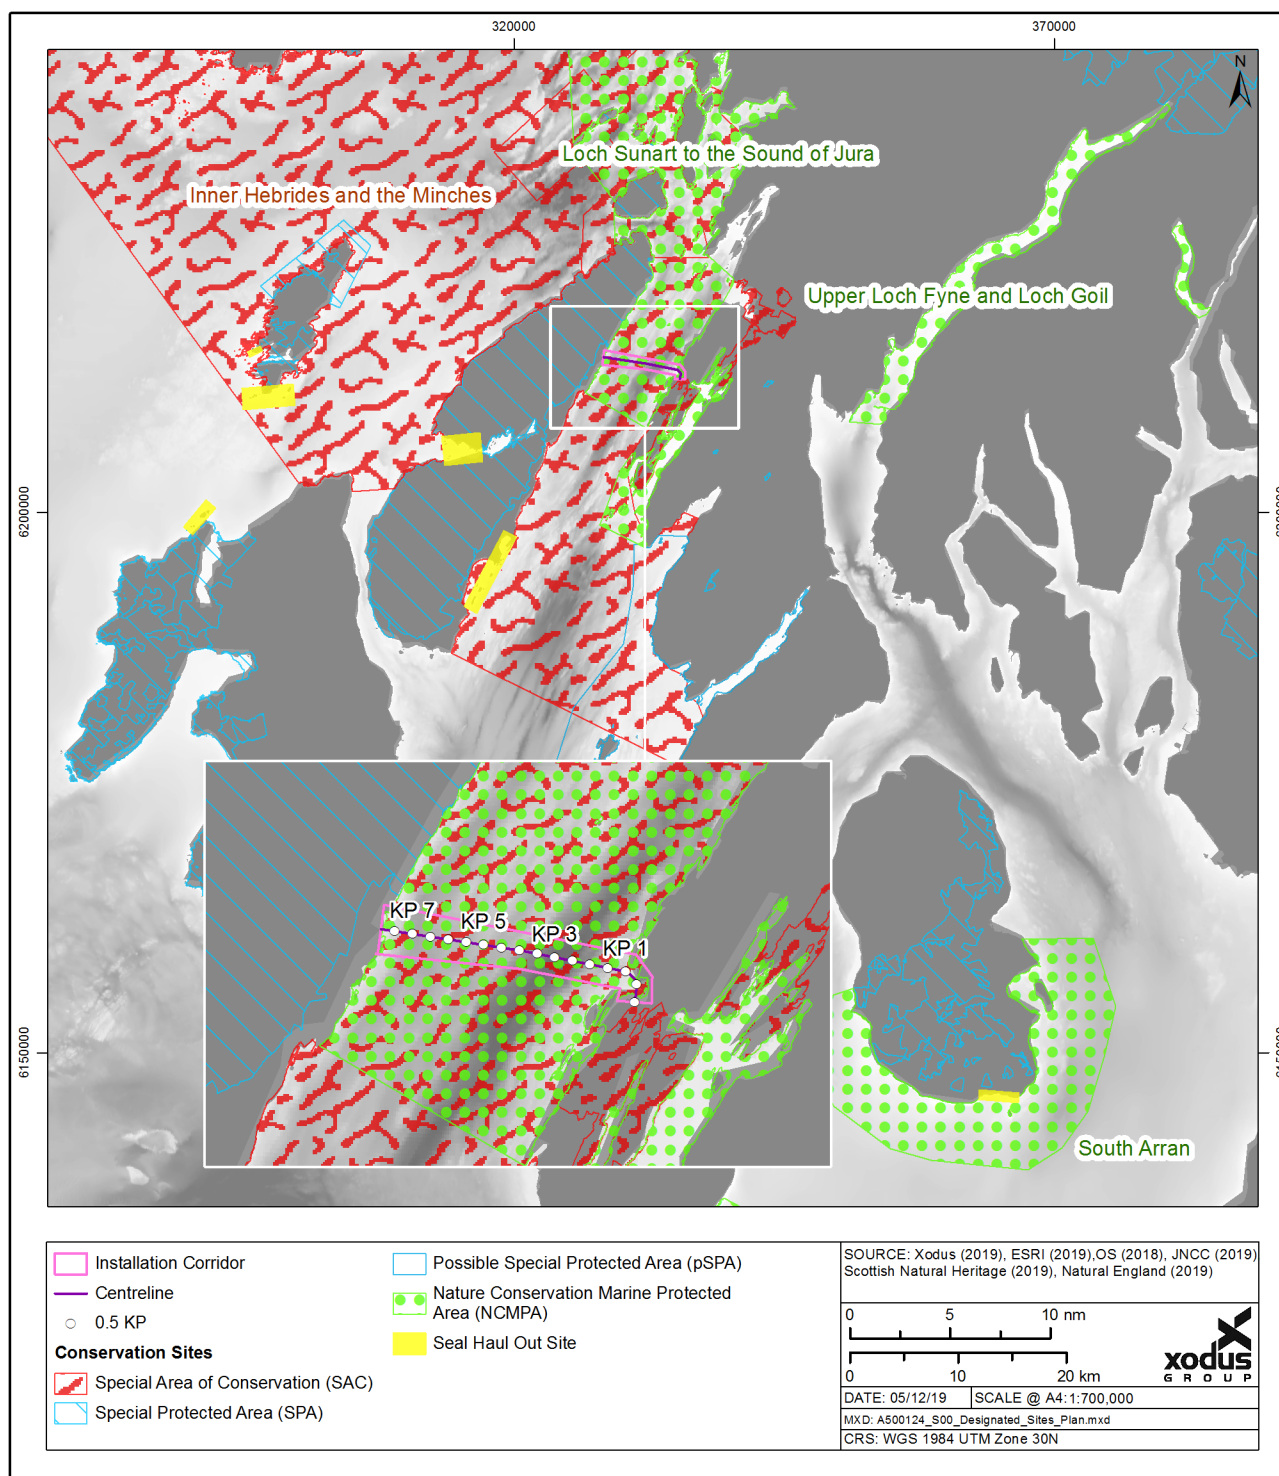 320000
370000
N
Loch Sunart to the Sound of Jura
Inner Hebrides and the Minches
Upper Loch Fyne and Loch Goil
6200000
6200000
KP 7
KP 5
KP 3
KP 1
6150000
6150000
South Arran
Installation Corridor
Centreline
0.5 KP
Conservation Sites
Special Area of Conservation (SAC)
Special Protected Area (SPA)
Possible Special Protected Area (pSPA)
Nature Conservation Marine Protected
Area (NCMPA)
Seal Haul Out Site
SOURCE: Xodus (2019), ESRI (2019),OS (2018), JNCC (2019)
Scottish Natural Heritage (2019), Natural England (2019)
0 5 10 nm
0 10 20 km
xodus
GROUP
DATE: 05/12/19
SCALE @ A4:1:700,000
MXD: A500124_S00_Designated_Sites_Plan.mxd
CRS: WGS 1984 UTM Zone 30N